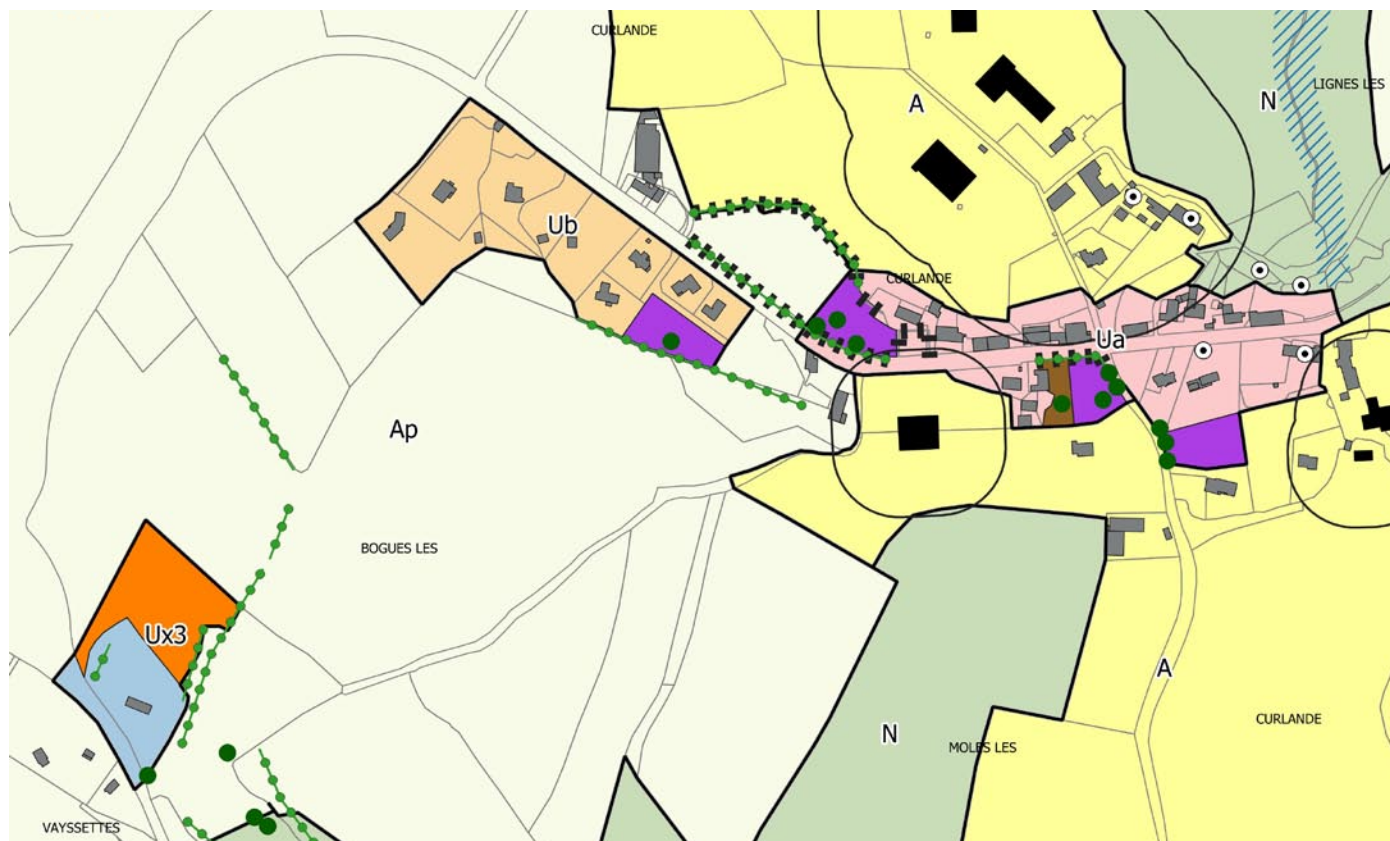 CURLANDE
LIGNES LES
A
N
Ub
CURLANDE
Ua
Ap
BOGUES LES
Ux3
A
CURLANDE
N
MOLES LES
VAYSSETTES